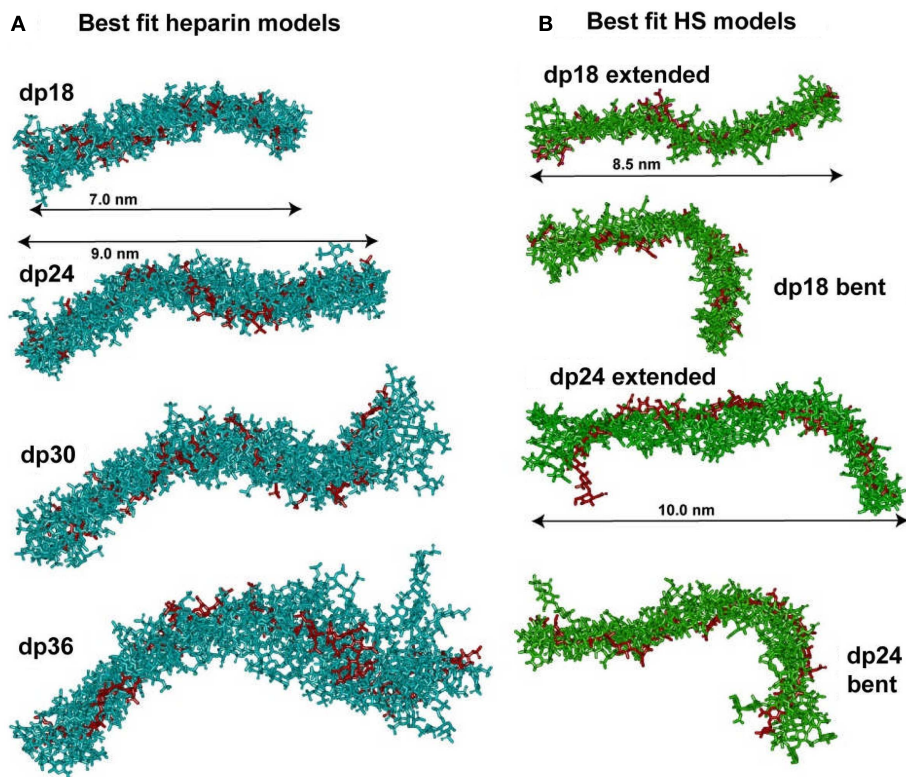 A Best fit heparin models
dp18
7.0 nm
9.0 nm
dp24
dp30
dp36
B Best fit HS models
dp18 extended
8.5 nm
dp18 bent
dp24 extended
10.0 nm
dp24
bent